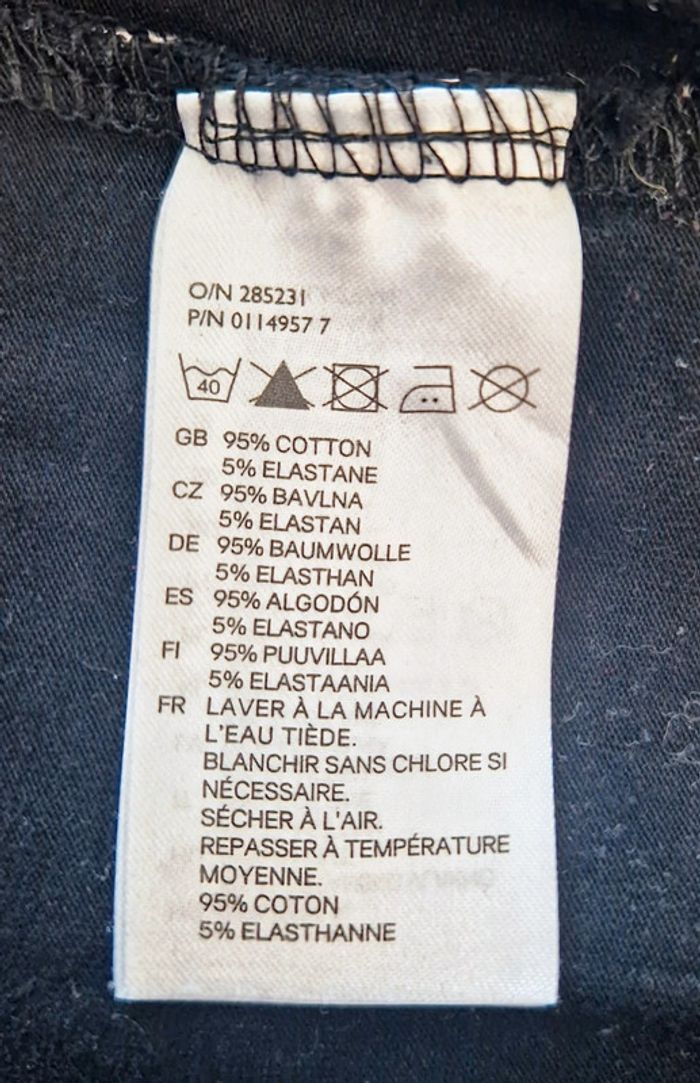 O/N 285231
P/N 0114957 7
40
GB 95% COTTON
5% ELASTANE
CZ 95% BAVLNA
5% ELASTAN
DE 95% BAUMWOLLE
5% ELASTHAN
ES 95% ALGODÓN
5% ELASTANO
FI 95% PUUVILLAA
5% ELASTAANIA
FR LAVER À LA MACHINE À
L'EAU TIÈDE.
BLANCHIR SANS CHLORE SI
NÉCESSAIRE.
SÉCHER À L'AIR.
REPASSER À TEMPÉRATURE
MOYENNE.
95% COTON
5% ELASTHANNE